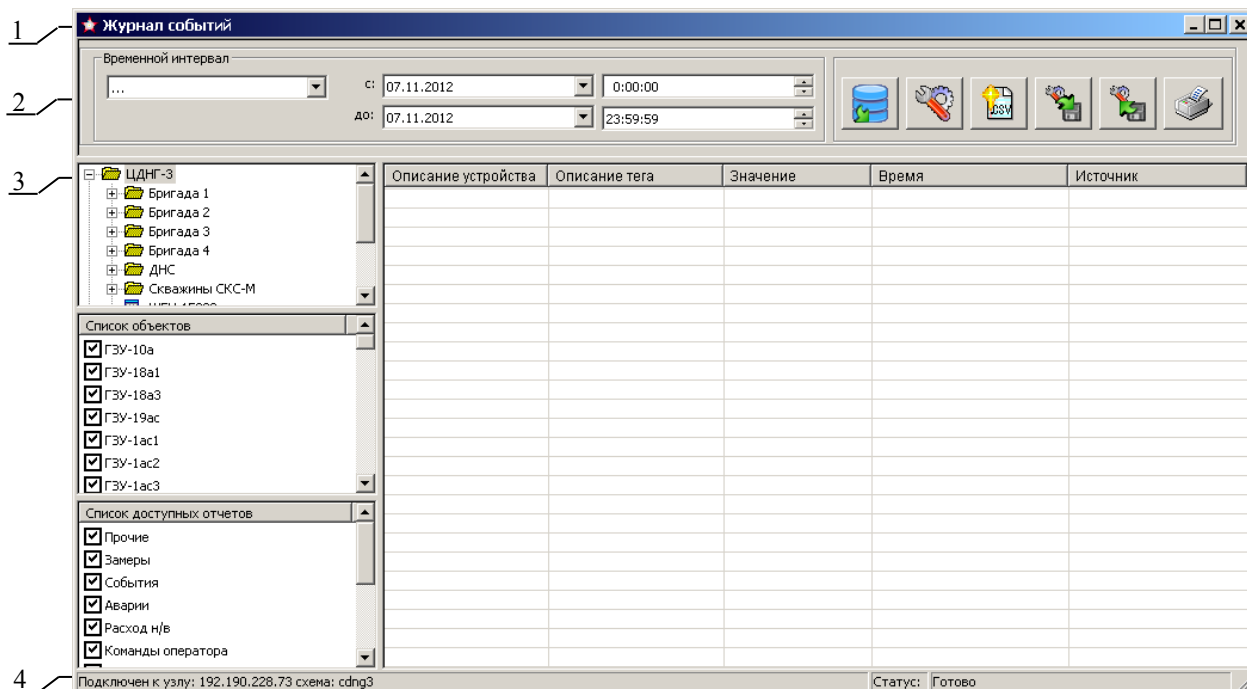 1
Журнал событий
2
Временной интервал
...
с:
07.11.2012
0:00:00
до:
07.11.2012
23:59:59
.CSV
3
ЦДНГ-3
Бригада 1
Бригада 2
Бригада 3
Бригада 4
ДНС
Скважины СКС-М
Список объектов
ГЗУ-10а
ГЗУ-18а1
ГЗУ-18а3
ГЗУ-19ас
ГЗУ-1ас1
ГЗУ-1ас2
ГЗУ-1ас3
Список доступных отчетов
Прочие
Замеры
События
Аварии
Расход н/в
Команды оператора
Описание устройства Описание тега Значение Время Источник
4
Подключен к узлу: 192.190.228.73 схема: cdng3
Статус: Готово